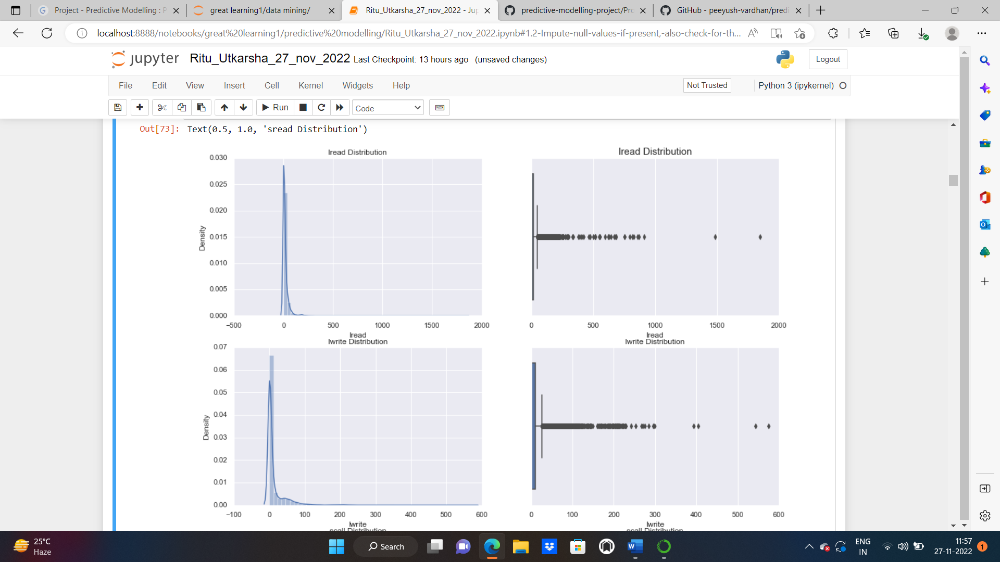 Project - Predictive Modelling : P
great learning1/data mining/
Ritu_Utkarsha_27_nov_2022 - Jup
predictive-modelling-project/Pro
GitHub - peeyush-vardhan/predi
localhost:8888/notebooks/great%20learning1/predictive%20modelling/Ritu_Utkarsha_27_nov_2022.ipynb#1.2-Impute-null-values-if-present,-also-check-for-th...
jupyter Ritu_Utkarsha_27_nov_2022 Last Checkpoint: 13 hours ago (unsaved changes)
Logout
File Edit View Insert Cell Kernel Widgets Help
Not Trusted
Python 3 (ipykernel)
Run
Code
Out[73]: Text(0.5, 1.0, 'sread Distribution')
lread Distribution
0.030
0.025
0.020
0.015
0.010
0.005
0.000
Density
−500 0 500 1000 1500 2000
lread
lread Distribution
0 500 1000 1500 2000
lread
lwrite Distribution
0.07
0.06
0.05
0.04
0.03
0.02
0.01
0.00
Density
−100 0 100 200 300 400 500 600
lwrite
scall Distribution
lwrite Distribution
0 100 200 300 400 500 600
lwrite
scall Distribution
25°C
Haze
Search
ENG
IN
11:57
27-11-2022
1